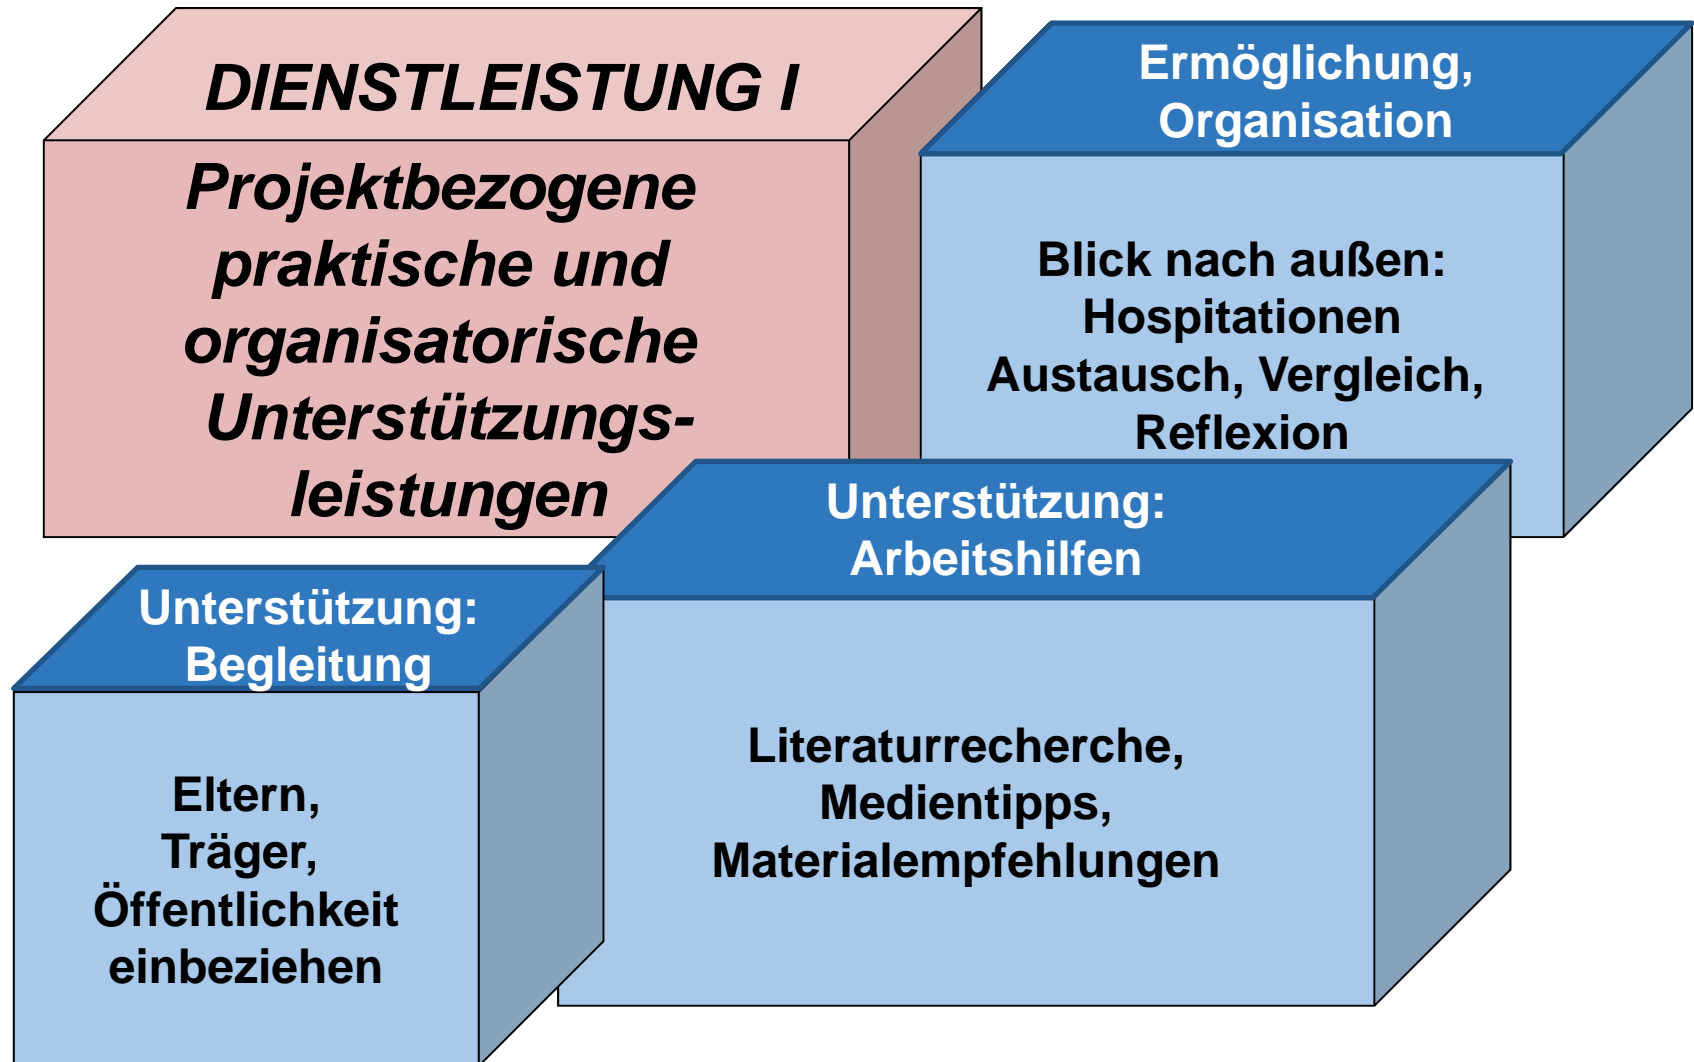 DIENSTLEISTUNG I
Projektbezogene
praktische und
organisatorische
Unterstützungs-
leistungen
Ermöglichung,
Organisation
Blick nach außen:
Hospitationen
Austausch, Vergleich,
Reflexion
Unterstützung:
Arbeitshilfen
Literaturrecherche,
Medientipps,
Materialempfehlungen
Unterstützung:
Begleitung
Eltern,
Träger,
Öffentlichkeit
einbeziehen